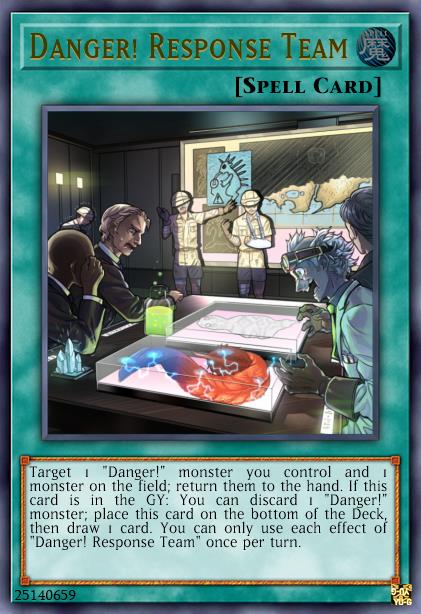 DANGER! RESPONSE TEAM
魔
[SPELL CARD]
Target 1 "Danger!" monster you control and 1
monster on the field; return them to the hand. If this
card is in the GY: You can discard 1 "Danger!"
monster; place this card on the bottom of the Deck,
then draw 1 card. You can only use each effect of
"Danger! Response Team" once per turn.
25140659